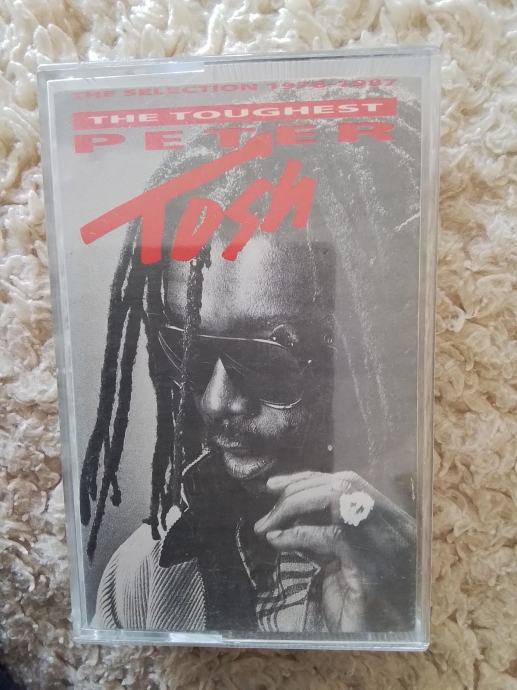 THE SELECTION 1978-1987
THE TOUGHEST
PETER
Tosh